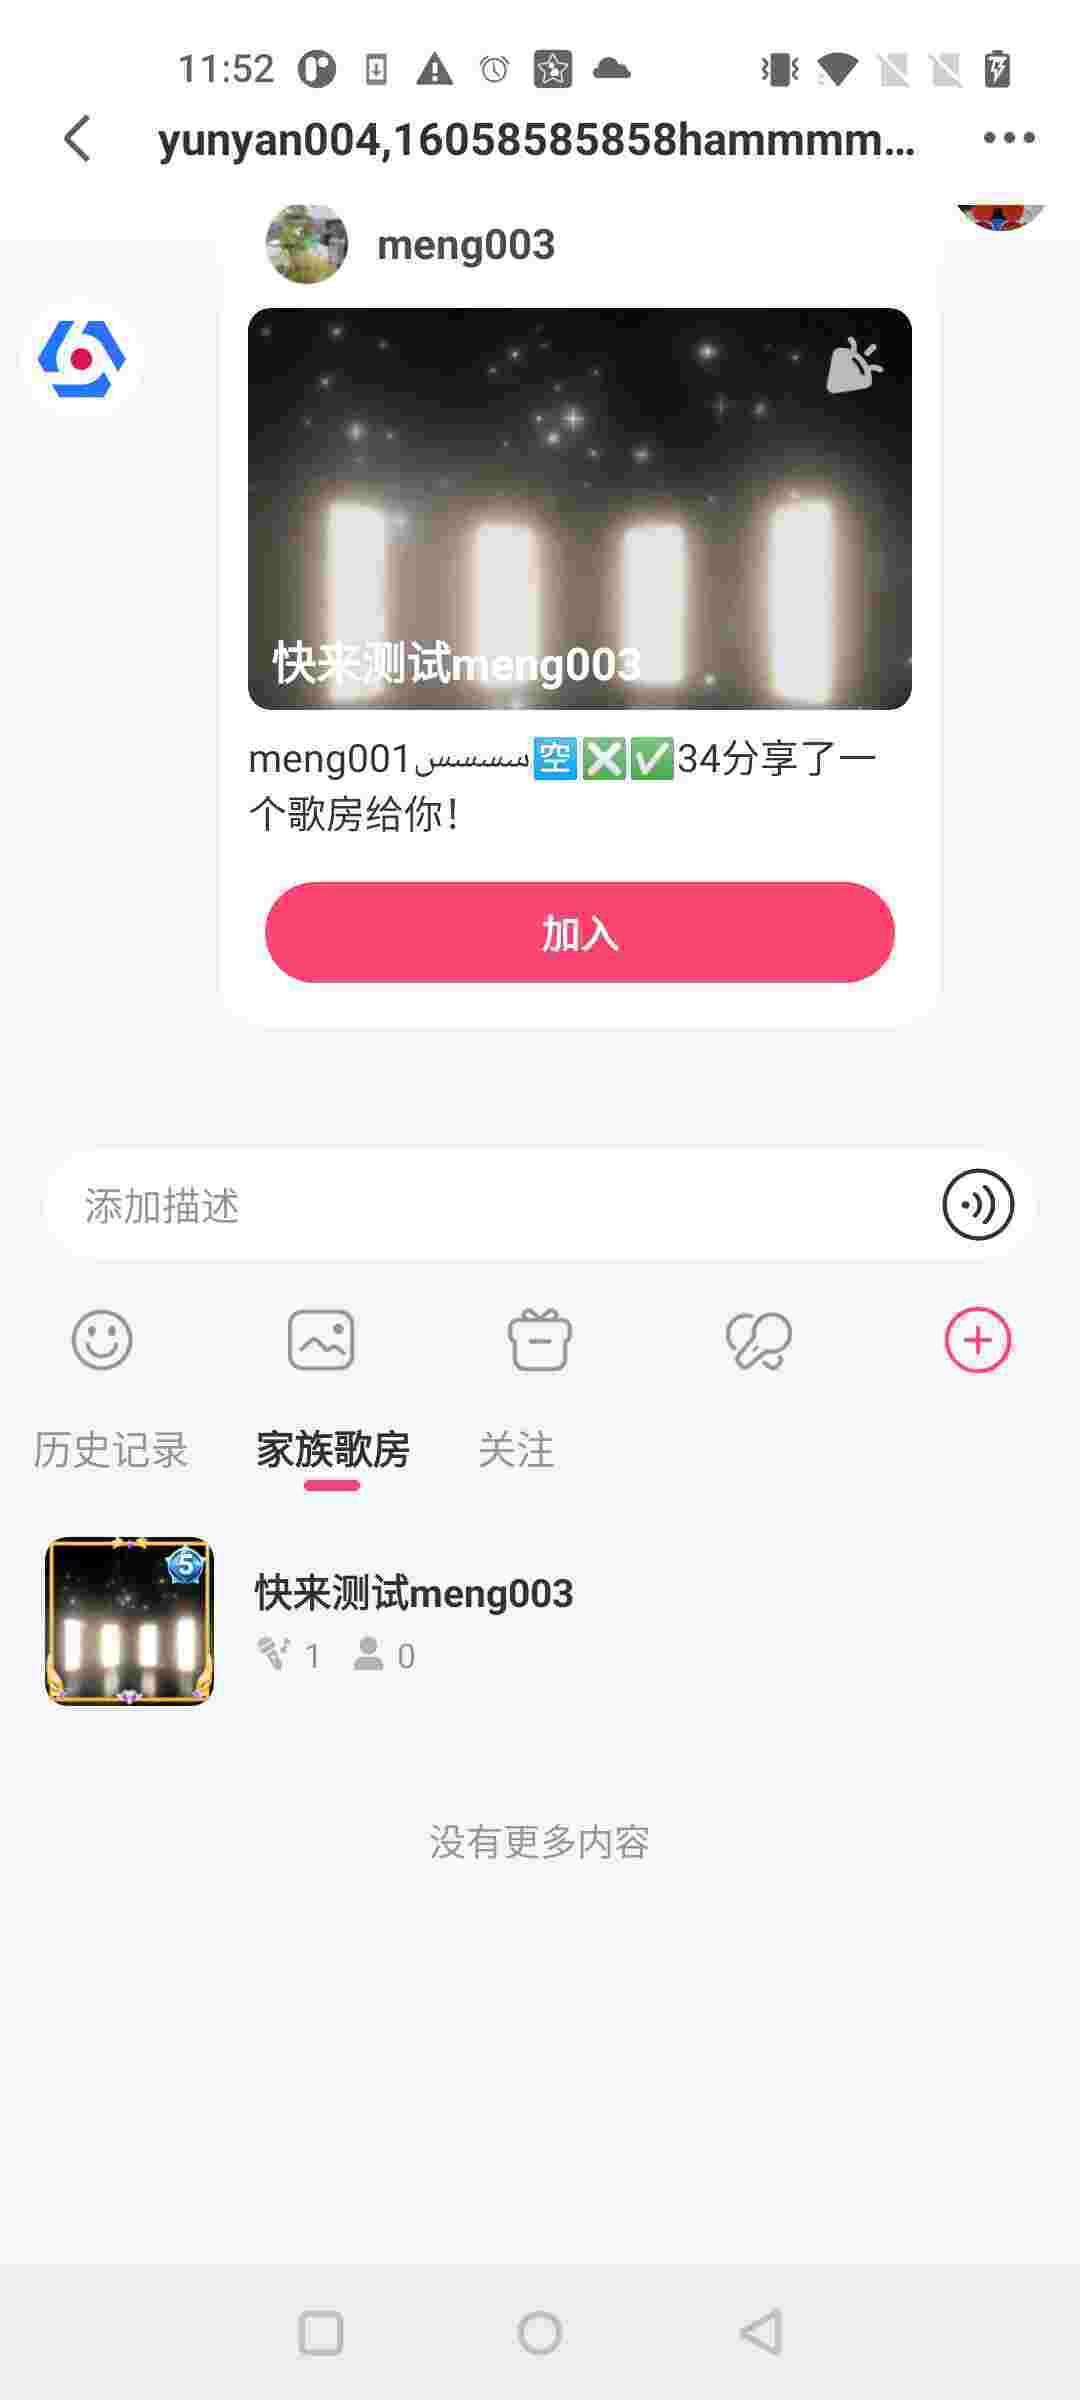 11:52
yunyan004,16058585858hammmm...
meng003
快来测试meng003
meng001سسسسس🈳❎✅34分享了一
个歌房给你！
加入
添加描述
历史记录 家族歌房 关注
5
快来测试meng003
1 0
没有更多内容